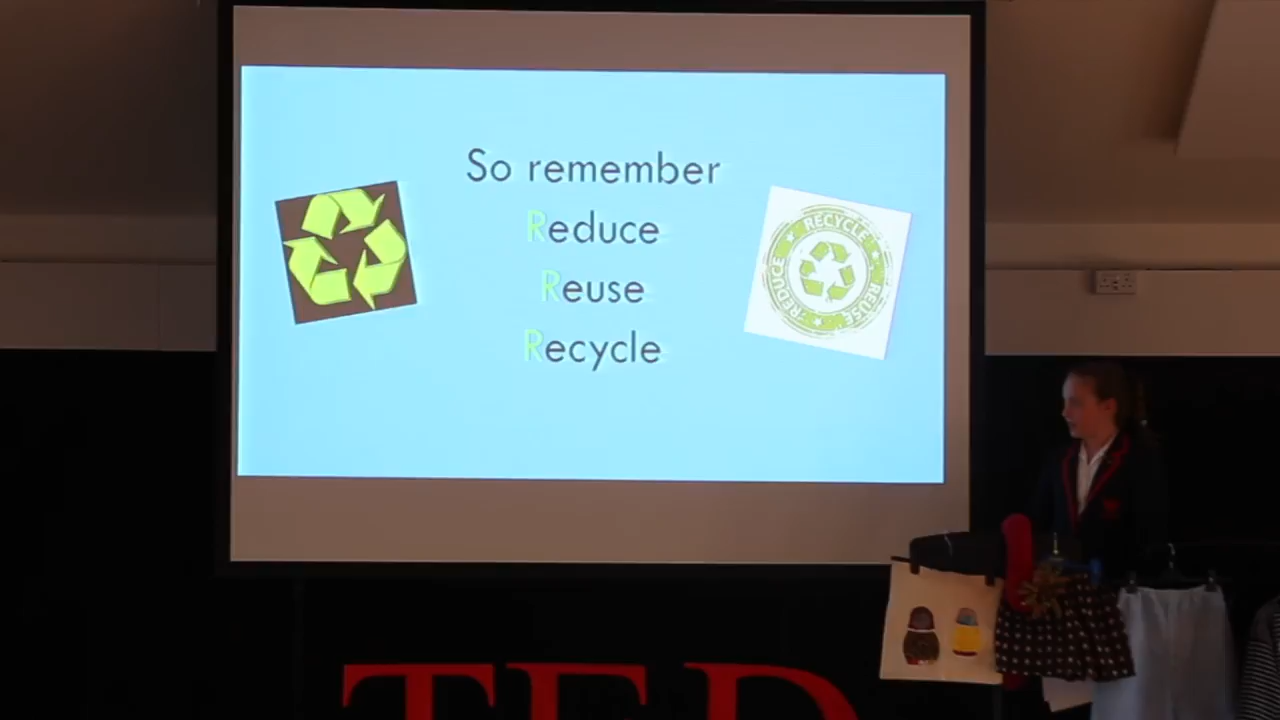 So remember
Reduce
Reuse
Recycle
RECYCLE
REUSE
REDUCE
TED